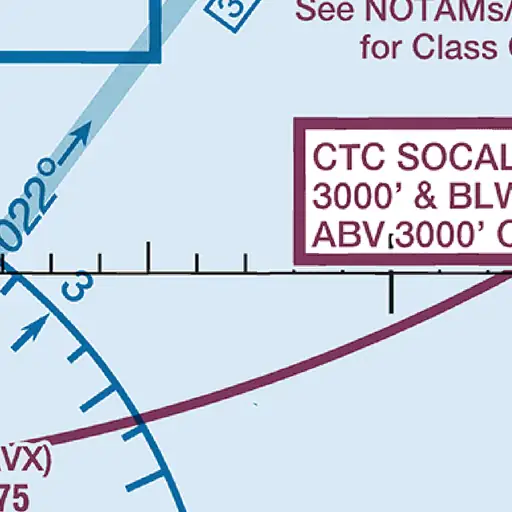 See NOTAMs/
for Class
CTC SOCAL
3000' & BLW
ABV 3000'
022°
3
3
VX)
75